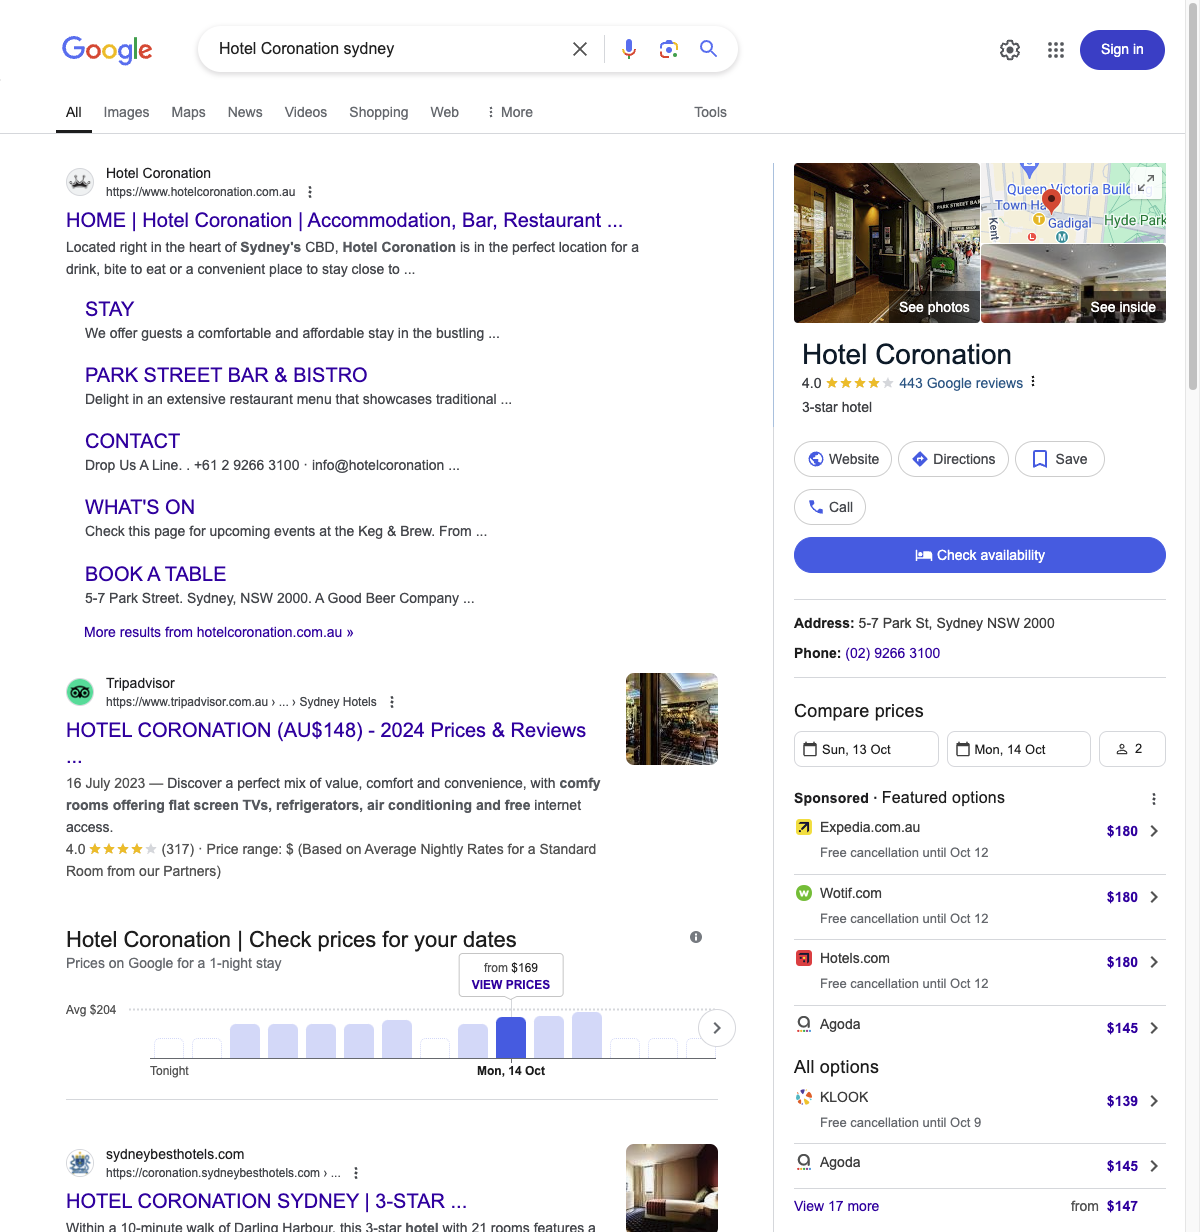 Google
Hotel Coronation sydney
Sign in
All
Images
Maps
News
Videos
Shopping
Web
More
Tools
Hotel Coronation
https://www.hotelcoronation.com.au
HOME | Hotel Coronation | Accommodation, Bar, Restaurant ...
Located right in the heart of Sydney's CBD, Hotel Coronation is in the perfect location for a
drink, bite to eat or a convenient place to stay close to ...
STAY
We offer guests a comfortable and affordable stay in the bustling ...
PARK STREET BAR & BISTRO
Delight in an extensive restaurant menu that showcases traditional ...
CONTACT
Drop Us A Line. . +61 2 9266 3100 · info@hotelcoronation ...
WHAT'S ON
Check this page for upcoming events at the Keg & Brew. From ...
BOOK A TABLE
5-7 Park Street. Sydney, NSW 2000. A Good Beer Company ...
More results from hotelcoronation.com.au »
Tripadvisor
https://www.tripadvisor.com.au › ... › Sydney Hotels
HOTEL CORONATION (AU$148) - 2024 Prices & Reviews
...
16 July 2023 — Discover a perfect mix of value, comfort and convenience, with comfy
rooms offering flat screen TVs, refrigerators, air conditioning and free internet
access.
4.0 ★★★★★ (317) · Price range: $ (Based on Average Nightly Rates for a Standard
Room from our Partners)
Hotel Coronation | Check prices for your dates
Prices on Google for a 1-night stay
from $169
VIEW PRICES
Avg $204
Tonight
Mon, 14 Oct
sydneybesthotels.com
https://coronation.sydneybesthotels.com › ...
HOTEL CORONATION SYDNEY | 3-STAR ...
Within a 10-minute walk of Darling Harbour, this 3-star hotel with 21 rooms features a
PARK STREET BAR
See photos
Queen Victoria Building
Town Ha
Gadigal
Hyde Park
Kent
T
L
M
See inside
Hotel Coronation
4.0 ★★★★★ 443 Google reviews
3-star hotel
Website
Directions
Save
Call
Check availability
Address: 5-7 Park St, Sydney NSW 2000
Phone: (02) 9266 3100
Compare prices
Sun, 13 Oct
Mon, 14 Oct
2
Sponsored · Featured options
Expedia.com.au
$180
Free cancellation until Oct 12
Wotif.com
$180
Free cancellation until Oct 12
Hotels.com
$180
Free cancellation until Oct 12
Agoda
$145
All options
KLOOK
$139
Free cancellation until Oct 9
Agoda
$145
View 17 more
from $147